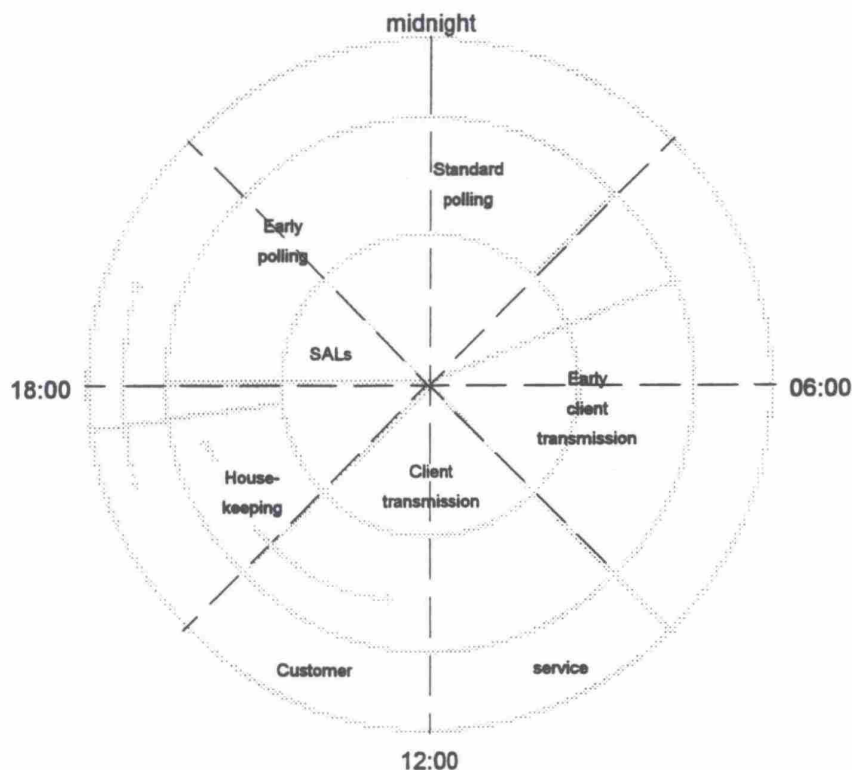 midnight
Standard
polling
Early
polling
SALs
18:00
06:00
Early
client
transmission
House-
keeping
Client
transmission
Customer
service
12:00